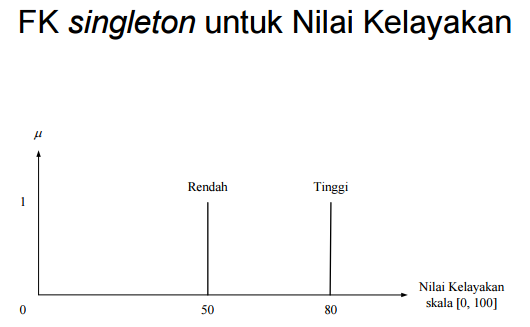 FK singleton untuk Nilai Kelayakan
μ
Rendah
Tinggi
1
Nilai Kelayakan
skala [0, 100]
0
50
80